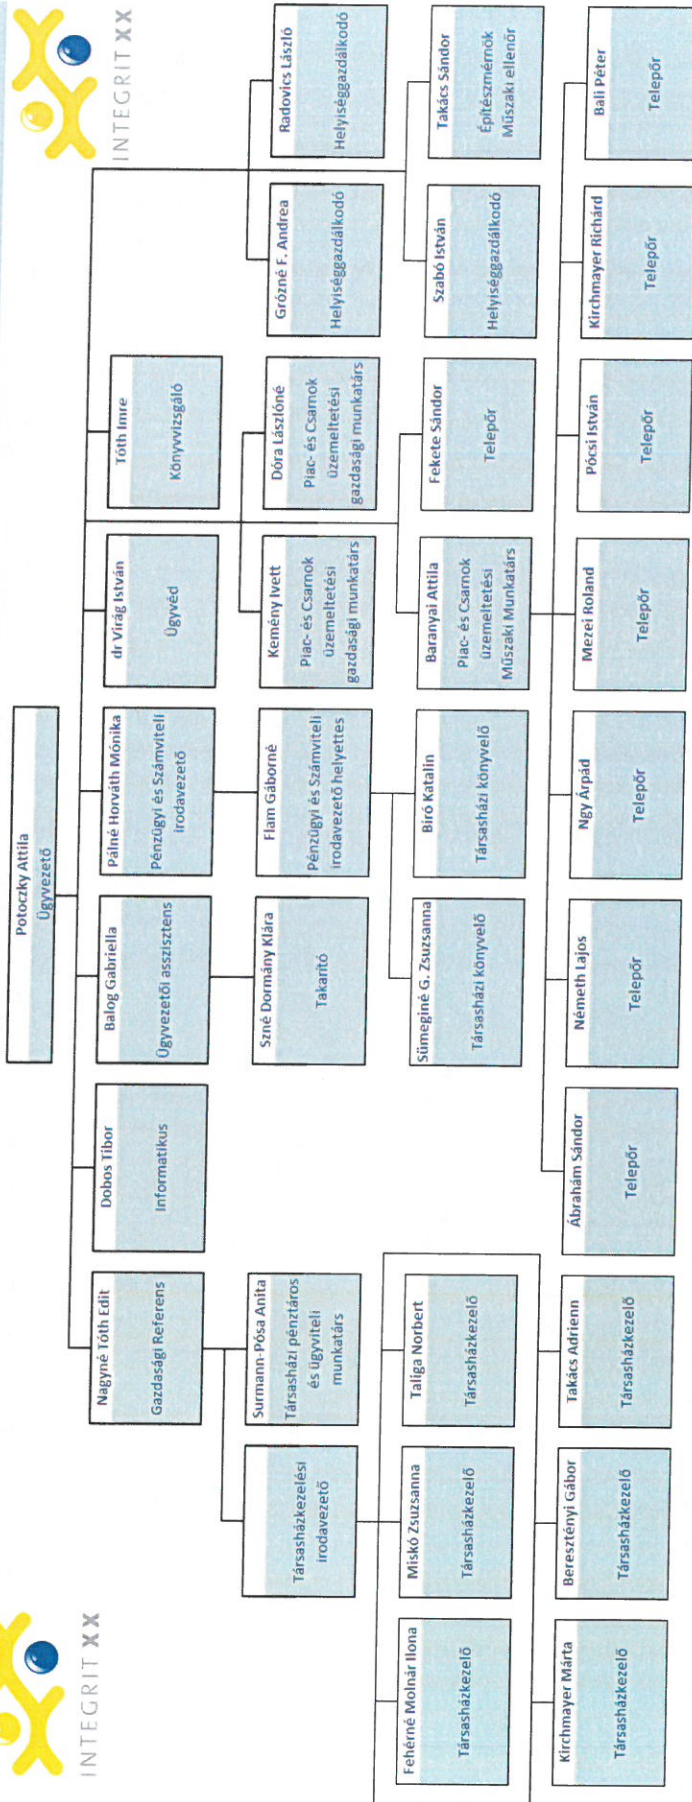 INTEGRIT XX
INTEGRIT XX
Potoczky Attila
Ügyvezető
Nagyné Tóth Edit
Gazdasági Referens
Dobos Tibor
Informatikus
Balog Gabriella
Ügyvezetői asszisztens
Pálné Horváth Mónika
Pénzügyi és Számviteli
irodavezető
dr Virág István
Ügyvéd
Tóth Imre
Könyvvizsgáló
Társasházkezelési
irodavezető
Surmann-Pósa Anita
Társasházi pénztáros
és ügyviteli
munkatárs
Szné Dormány Klára
Takarító
Flam Gáborné
Pénzügyi és Számviteli
irodavezető helyettes
Kemény Ivett
Piac- és Csarnok
üzemeltetési
gazdasági munkatárs
Dóra Lászlóné
Piac- és Csarnok
üzemeltetési
gazdasági munkatárs
Grózné F. Andrea
Helyiséggazdálkodó
Radovics László
Helyiséggazdálkodó
Fehérné Molnár Ilona
Társasházkezelő
Miskó Zsuzsanna
Társasházkezelő
Taliga Norbert
Társasházkezelő
Sümeginé G. Zsuzsanna
Társasházi könyvelő
Bíró Katalin
Társasházi könyvelő
Baranyai Attila
Piac- és Csarnok
üzemeltetési
Műszaki Munkatárs
Fekete Sándor
Telepőr
Szabó István
Helyiséggazdálkodó
Takács Sándor
Építészmérnök
Műszaki ellenőr
Kirchmayer Márta
Társasházkezelő
Beresztényi Gábor
Társasházkezelő
Takács Adrienn
Társasházkezelő
Ábrahám Sándor
Telepőr
Németh Lajos
Telepőr
Ngy Árpád
Telepőr
Mezei Roland
Telepőr
Pócsi István
Telepőr
Kirchmayer Richárd
Telepőr
Bali Péter
Telepőr